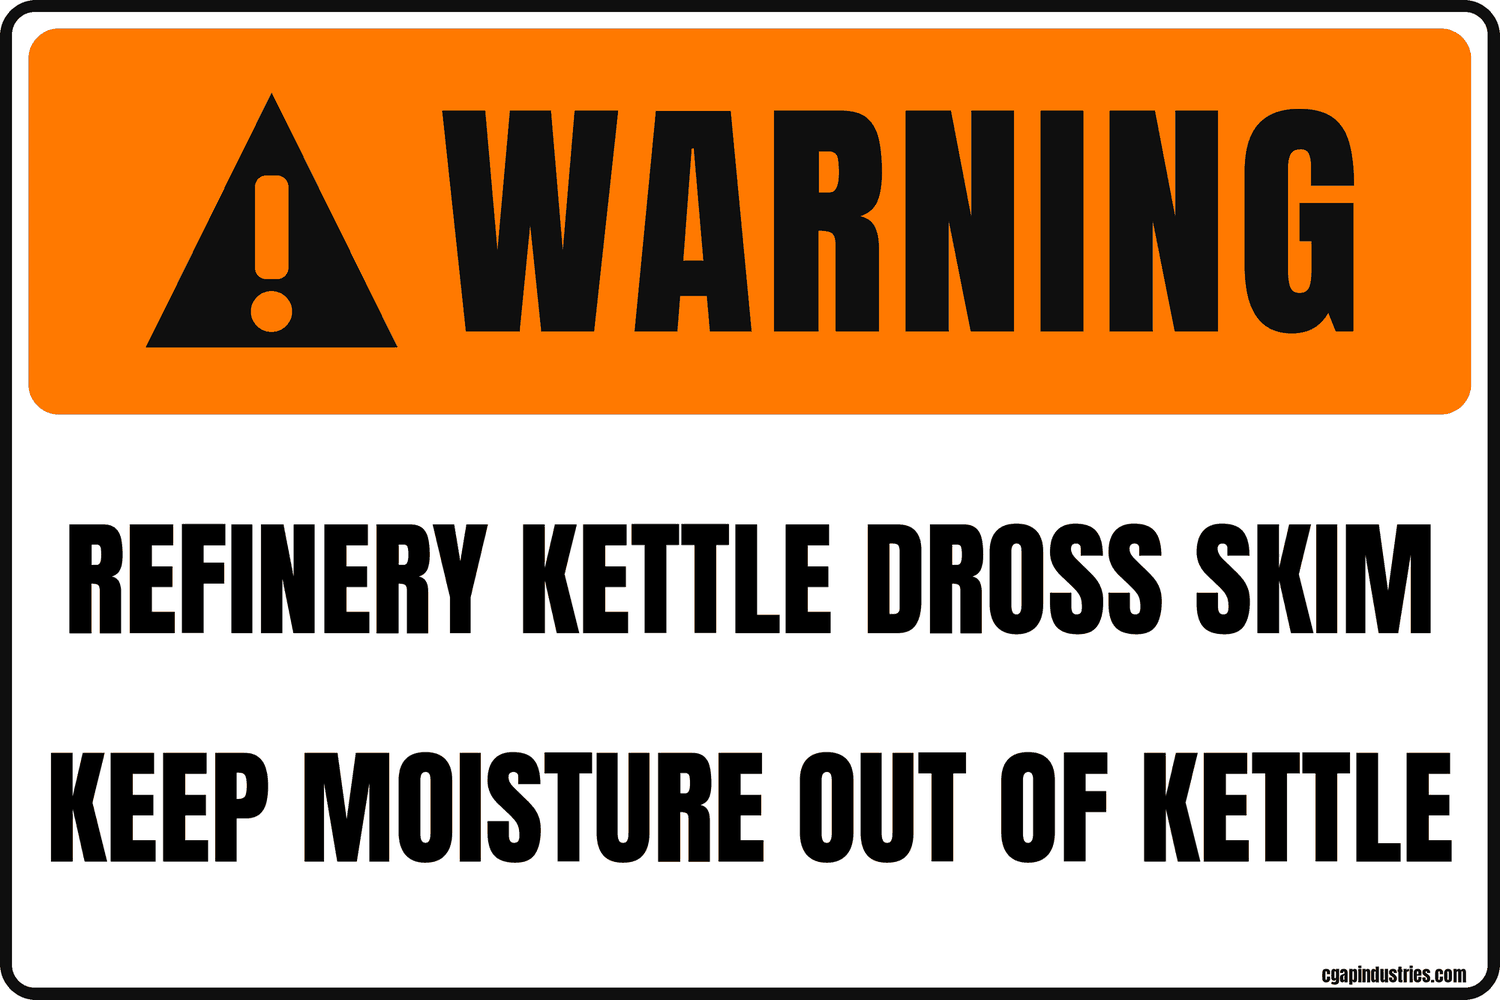 WARNING
REFINERY KETTLE DROSS SKIM
KEEP MOISTURE OUT OF KETTLE
cgapindustries.com